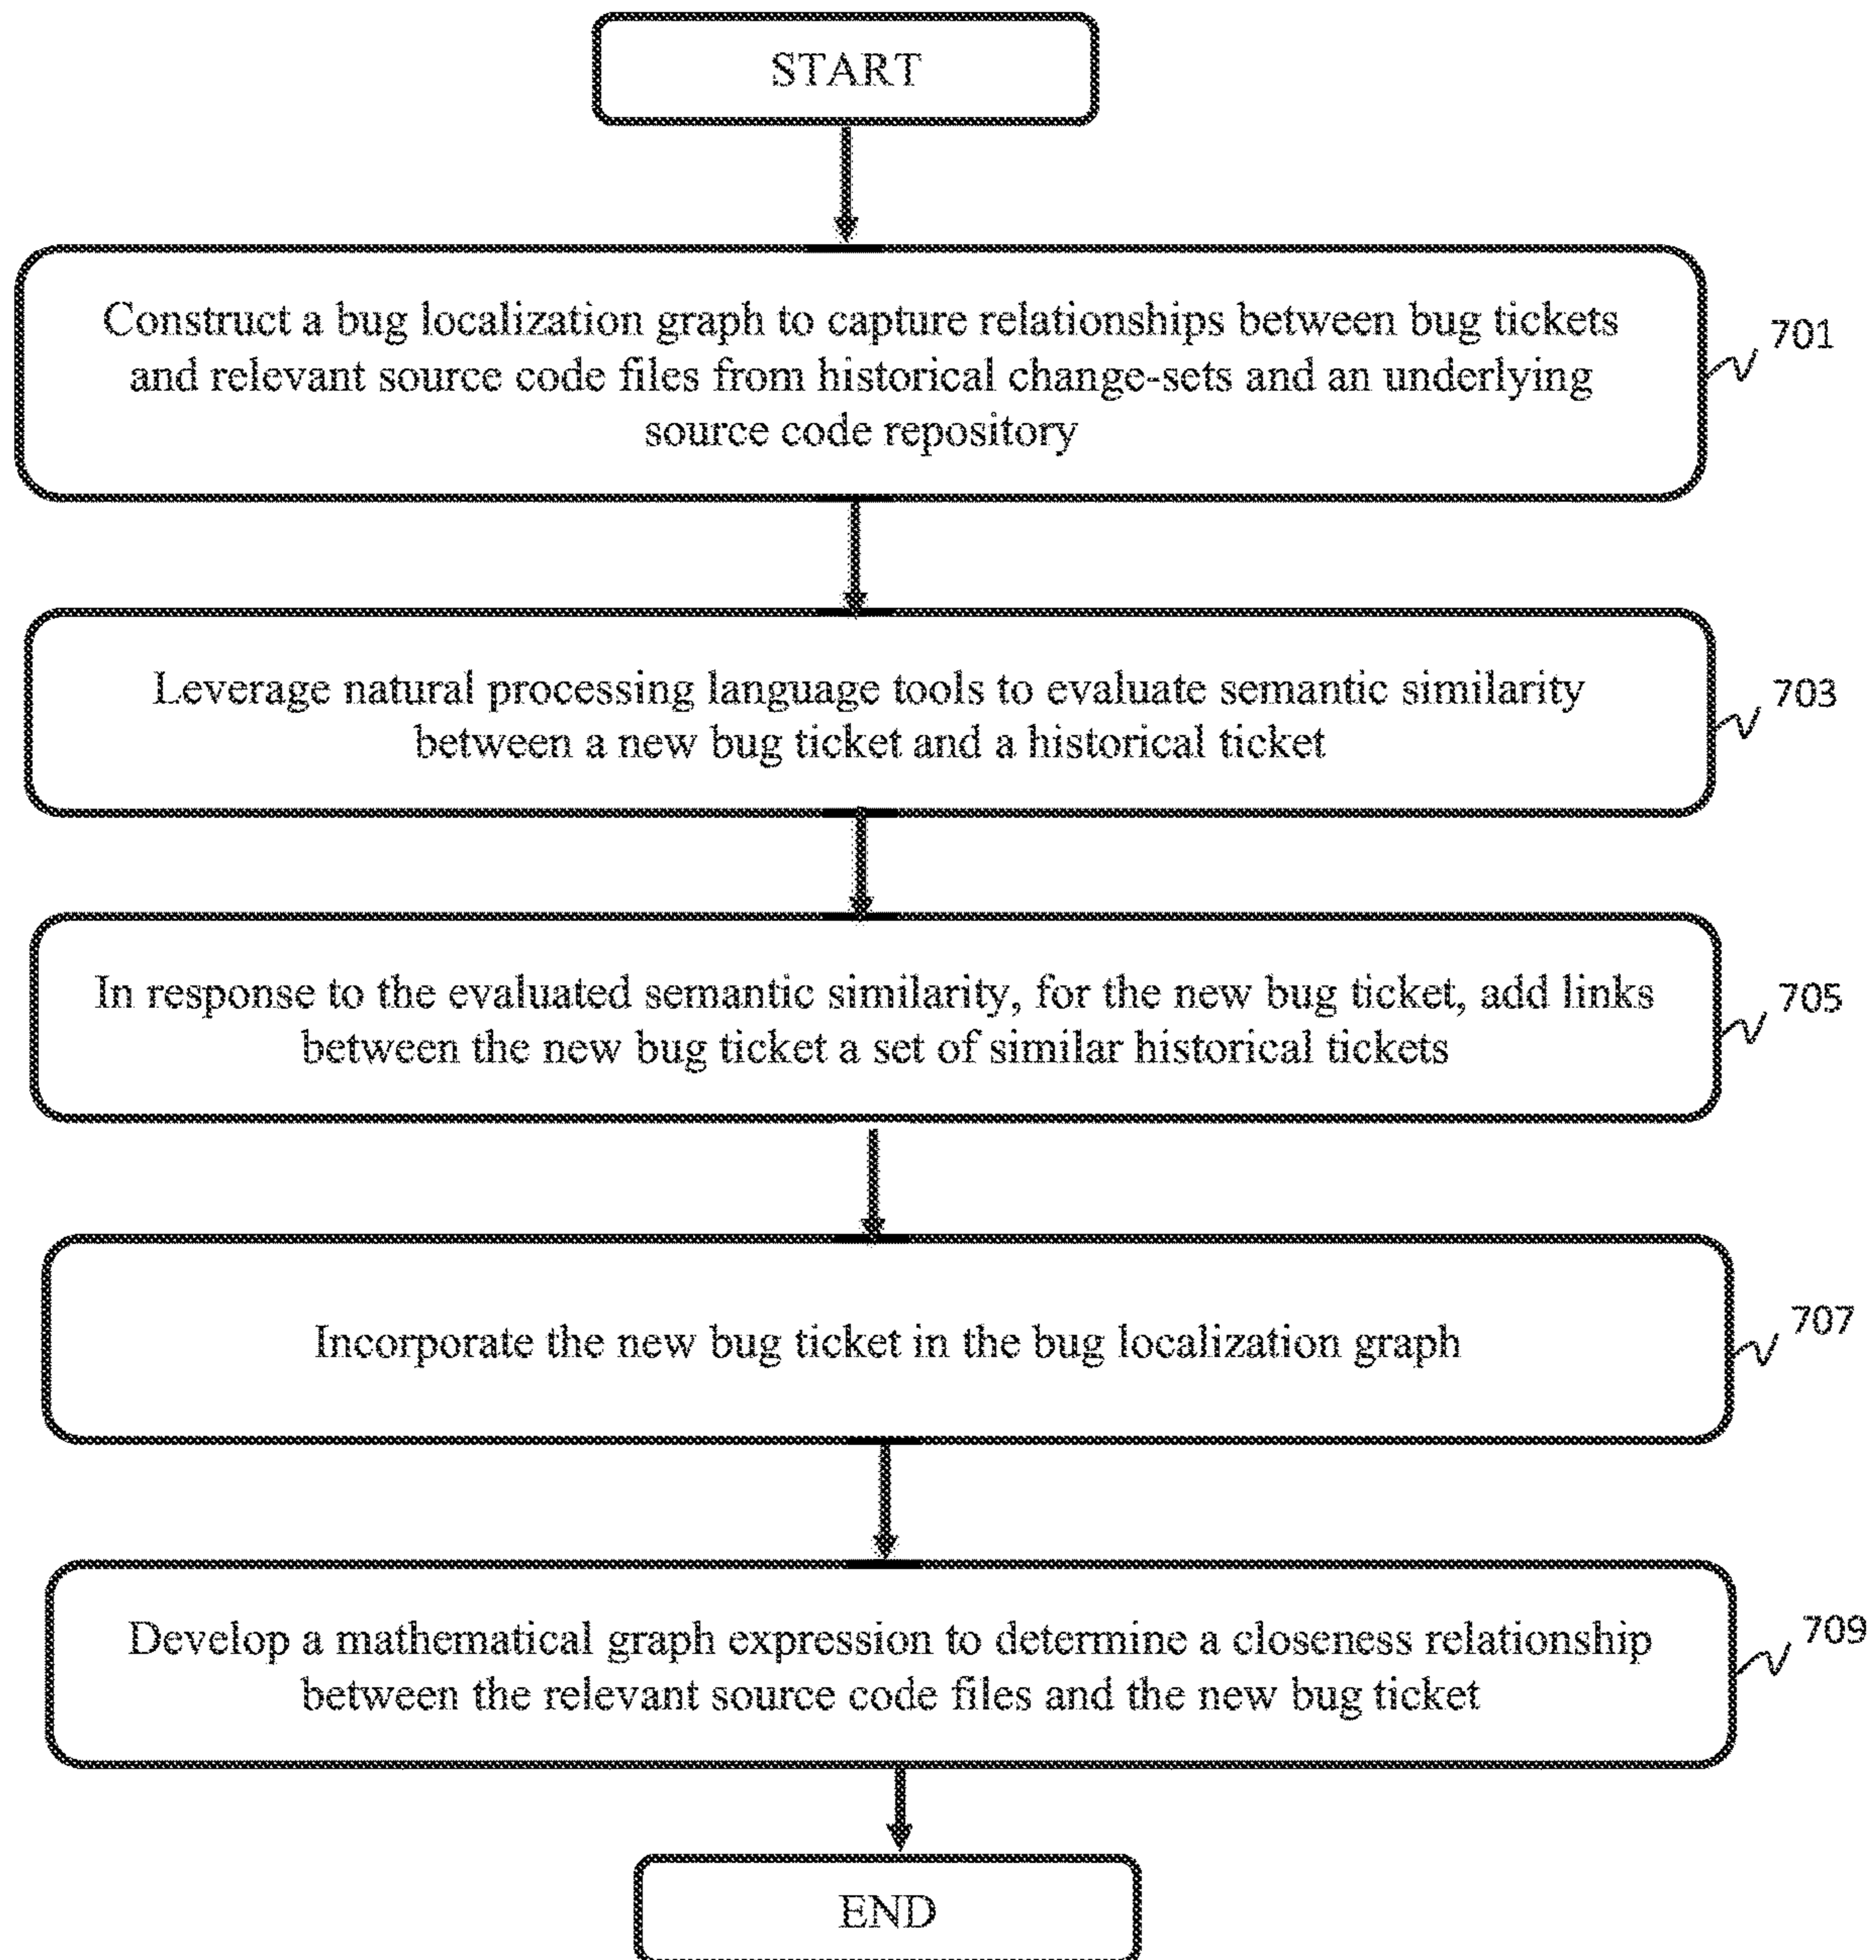 START
Construct a bug localization graph to capture relationships between bug tickets
and relevant source code files from historical change-sets and an underlying
source code repository
701
Leverage natural processing language tools to evaluate semantic similarity
between a new bug ticket and a historical ticket
703
In response to the evaluated semantic similarity, for the new bug ticket, add links
between the new bug ticket a set of similar historical tickets
705
Incorporate the new bug ticket in the bug localization graph
707
Develop a mathematical graph expression to determine a closeness relationship
between the relevant source code files and the new bug ticket
709
END